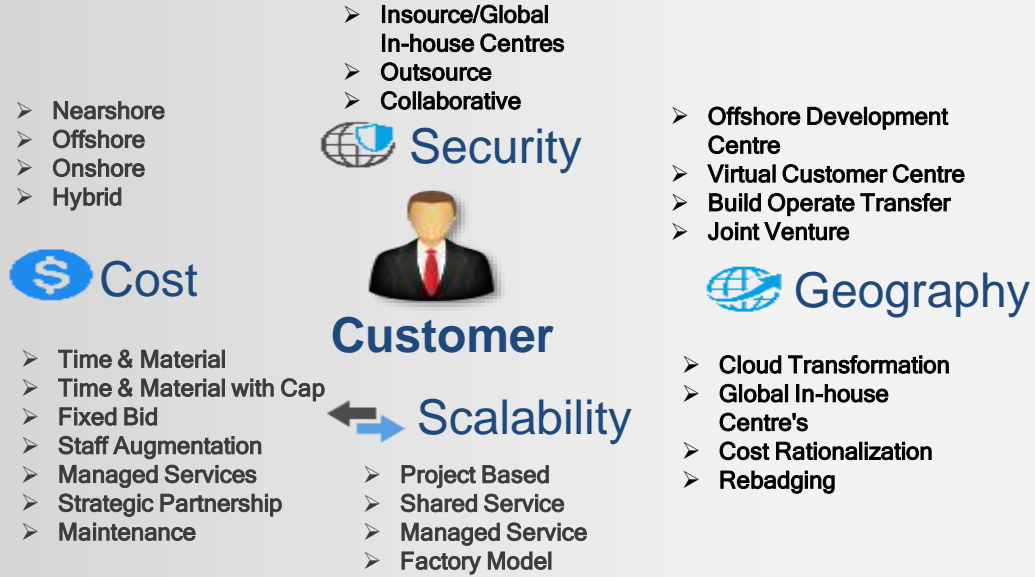 ➢ Insource/Global
In-house Centres
➢ Outsource
➢ Collaborative
Security
➢ Nearshore
➢ Offshore
➢ Onshore
➢ Hybrid
$ Cost
➢ Time & Material
➢ Time & Material with Cap
➢ Fixed Bid
➢ Staff Augmentation
➢ Managed Services
➢ Strategic Partnership
➢ Maintenance
Customer
Scalability
➢ Project Based
➢ Shared Service
➢ Managed Service
➢ Factory Model
➢ Offshore Development
Centre
➢ Virtual Customer Centre
➢ Build Operate Transfer
➢ Joint Venture
Geography
➢ Cloud Transformation
➢ Global In-house
Centre's
➢ Cost Rationalization
➢ Rebadging